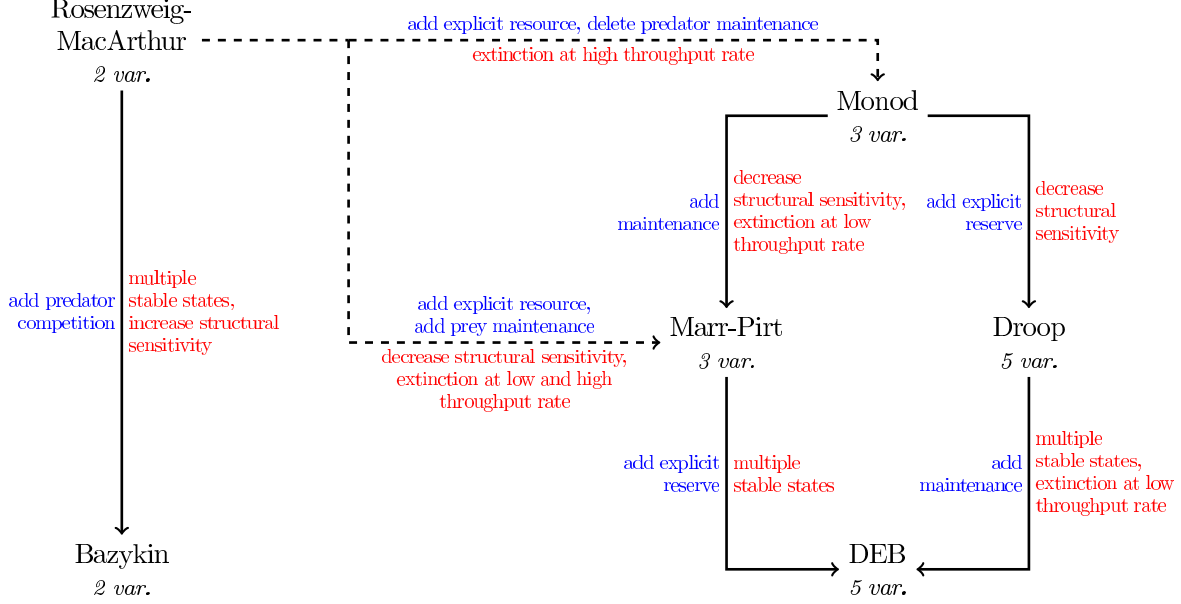 Rosenzweig-
MacArthur
2 var.
add explicit resource, delete predator maintenance
extinction at high throughput rate
Monod
3 var.
add
maintenance
decrease
structural sensitivity,
extinction at low
throughput rate
add explicit
reserve
decrease
structural
sensitivity
add predator
competition
multiple
stable states,
increase structural
sensitivity
add explicit resource,
add prey maintenance
decrease structural sensitivity,
extinction at low and high
throughput rate
Marr-Pirt
3 var.
Droop
5 var.
add explicit
reserve
multiple
stable states
add
maintenance
multiple
stable states,
extinction at low
throughput rate
Bazykin
2 var.
DEB
5 var.